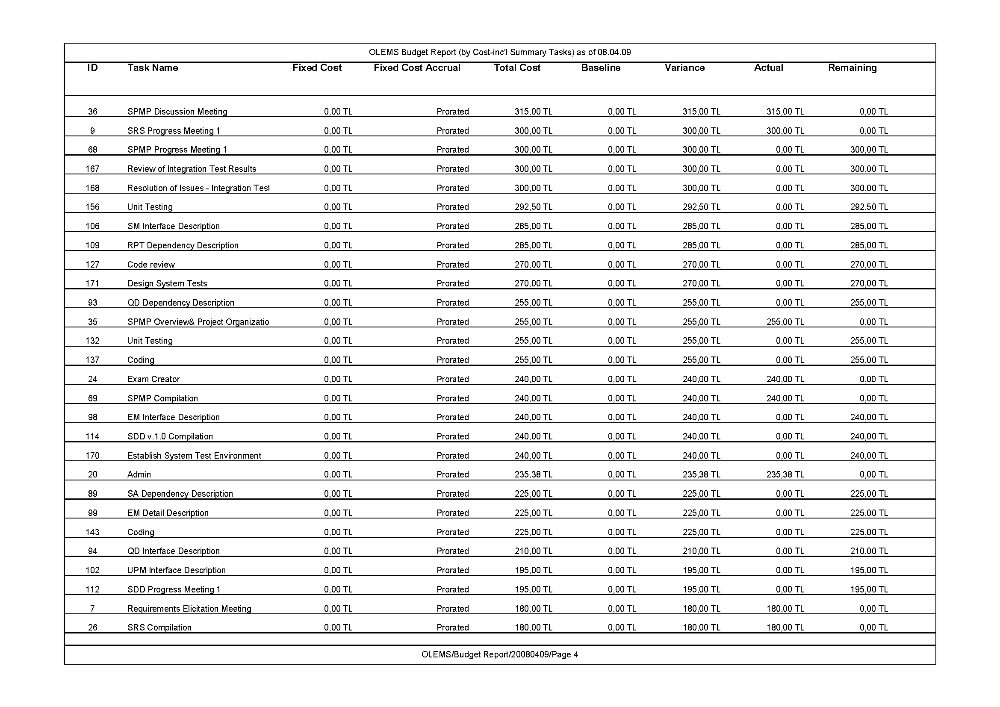 OLEMS Budget Report (by Cost-inc'l Summary Tasks) as of 08.04.09
ID Task Name Fixed Cost Fixed Cost Accrual Total Cost Baseline Variance Actual Remaining
36 SPMP Discussion Meeting 0,00 TL Prorated 315,00 TL 0,00 TL 315,00 TL 315,00 TL 0,00 TL
9 SRS Progress Meeting 1 0,00 TL Prorated 300,00 TL 0,00 TL 300,00 TL 300,00 TL 0,00 TL
68 SPMP Progress Meeting 1 0,00 TL Prorated 300,00 TL 0,00 TL 300,00 TL 0,00 TL 300,00 TL
167 Review of Integration Test Results 0,00 TL Prorated 300,00 TL 0,00 TL 300,00 TL 0,00 TL 300,00 TL
168 Resolution of Issues - Integration Test 0,00 TL Prorated 300,00 TL 0,00 TL 300,00 TL 0,00 TL 300,00 TL
156 Unit Testing 0,00 TL Prorated 292,50 TL 0,00 TL 292,50 TL 0,00 TL 292,50 TL
106 SM Interface Description 0,00 TL Prorated 285,00 TL 0,00 TL 285,00 TL 0,00 TL 285,00 TL
109 RPT Dependency Description 0,00 TL Prorated 285,00 TL 0,00 TL 285,00 TL 0,00 TL 285,00 TL
127 Code review 0,00 TL Prorated 270,00 TL 0,00 TL 270,00 TL 0,00 TL 270,00 TL
171 Design System Tests 0,00 TL Prorated 270,00 TL 0,00 TL 270,00 TL 0,00 TL 270,00 TL
93 QD Dependency Description 0,00 TL Prorated 255,00 TL 0,00 TL 255,00 TL 0,00 TL 255,00 TL
35 SPMP Overview& Project Organizatio 0,00 TL Prorated 255,00 TL 0,00 TL 255,00 TL 255,00 TL 0,00 TL
132 Unit Testing 0,00 TL Prorated 255,00 TL 0,00 TL 255,00 TL 0,00 TL 255,00 TL
137 Coding 0,00 TL Prorated 255,00 TL 0,00 TL 255,00 TL 0,00 TL 255,00 TL
24 Exam Creator 0,00 TL Prorated 240,00 TL 0,00 TL 240,00 TL 240,00 TL 0,00 TL
69 SPMP Compilation 0,00 TL Prorated 240,00 TL 0,00 TL 240,00 TL 240,00 TL 0,00 TL
98 EM Interface Description 0,00 TL Prorated 240,00 TL 0,00 TL 240,00 TL 0,00 TL 240,00 TL
114 SDD v.1.0 Compilation 0,00 TL Prorated 240,00 TL 0,00 TL 240,00 TL 0,00 TL 240,00 TL
170 Establish System Test Environment 0,00 TL Prorated 240,00 TL 0,00 TL 240,00 TL 0,00 TL 240,00 TL
20 Admin 0,00 TL Prorated 235,38 TL 0,00 TL 235,38 TL 235,38 TL 0,00 TL
89 SA Dependency Description 0,00 TL Prorated 225,00 TL 0,00 TL 225,00 TL 0,00 TL 225,00 TL
99 EM Detail Description 0,00 TL Prorated 225,00 TL 0,00 TL 225,00 TL 0,00 TL 225,00 TL
143 Coding 0,00 TL Prorated 225,00 TL 0,00 TL 225,00 TL 0,00 TL 225,00 TL
94 QD Interface Description 0,00 TL Prorated 210,00 TL 0,00 TL 210,00 TL 0,00 TL 210,00 TL
102 UPM Interface Description 0,00 TL Prorated 195,00 TL 0,00 TL 195,00 TL 0,00 TL 195,00 TL
112 SDD Progress Meeting 1 0,00 TL Prorated 195,00 TL 0,00 TL 195,00 TL 0,00 TL 195,00 TL
7 Requirements Elicitation Meeting 0,00 TL Prorated 180,00 TL 0,00 TL 180,00 TL 180,00 TL 0,00 TL
26 SRS Compilation 0,00 TL Prorated 180,00 TL 0,00 TL 180,00 TL 180,00 TL 0,00 TL
OLEMS/Budget Report/20080409/Page 4